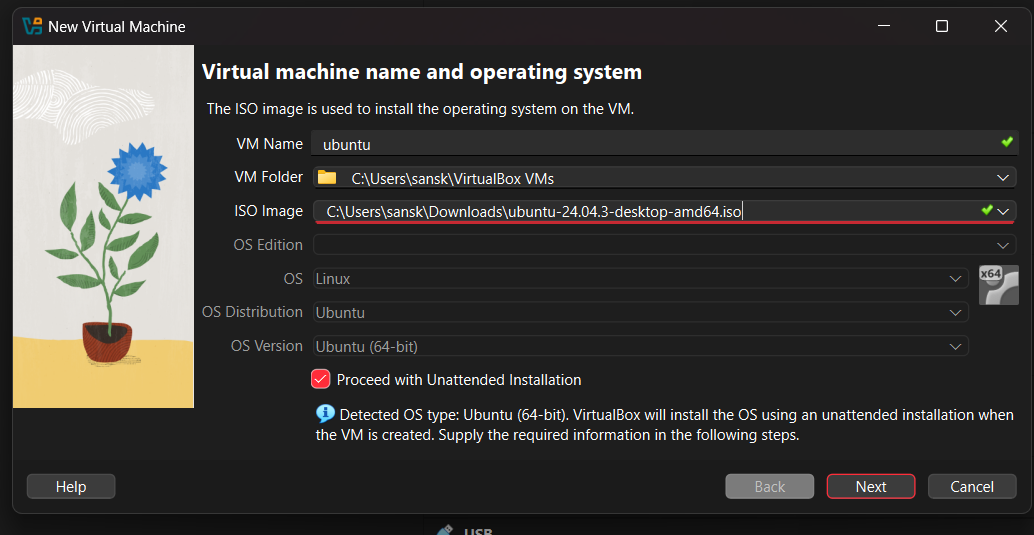 New Virtual Machine
Virtual machine name and operating system
The ISO image is used to install the operating system on the VM.
VM Name ubuntu
VM Folder C:\Users\sansk\VirtualBox VMs
ISO Image C:\Users\sansk\Downloads\ubuntu-24.04.3-desktop-amd64.iso
OS Edition
OS Linux
x64
OS Distribution Ubuntu
OS Version Ubuntu (64-bit)
Proceed with Unattended Installation
Detected OS type: Ubuntu (64-bit). VirtualBox will install the OS using an unattended installation when
the VM is created. Supply the required information in the following steps.
Help Back Next Cancel
USB